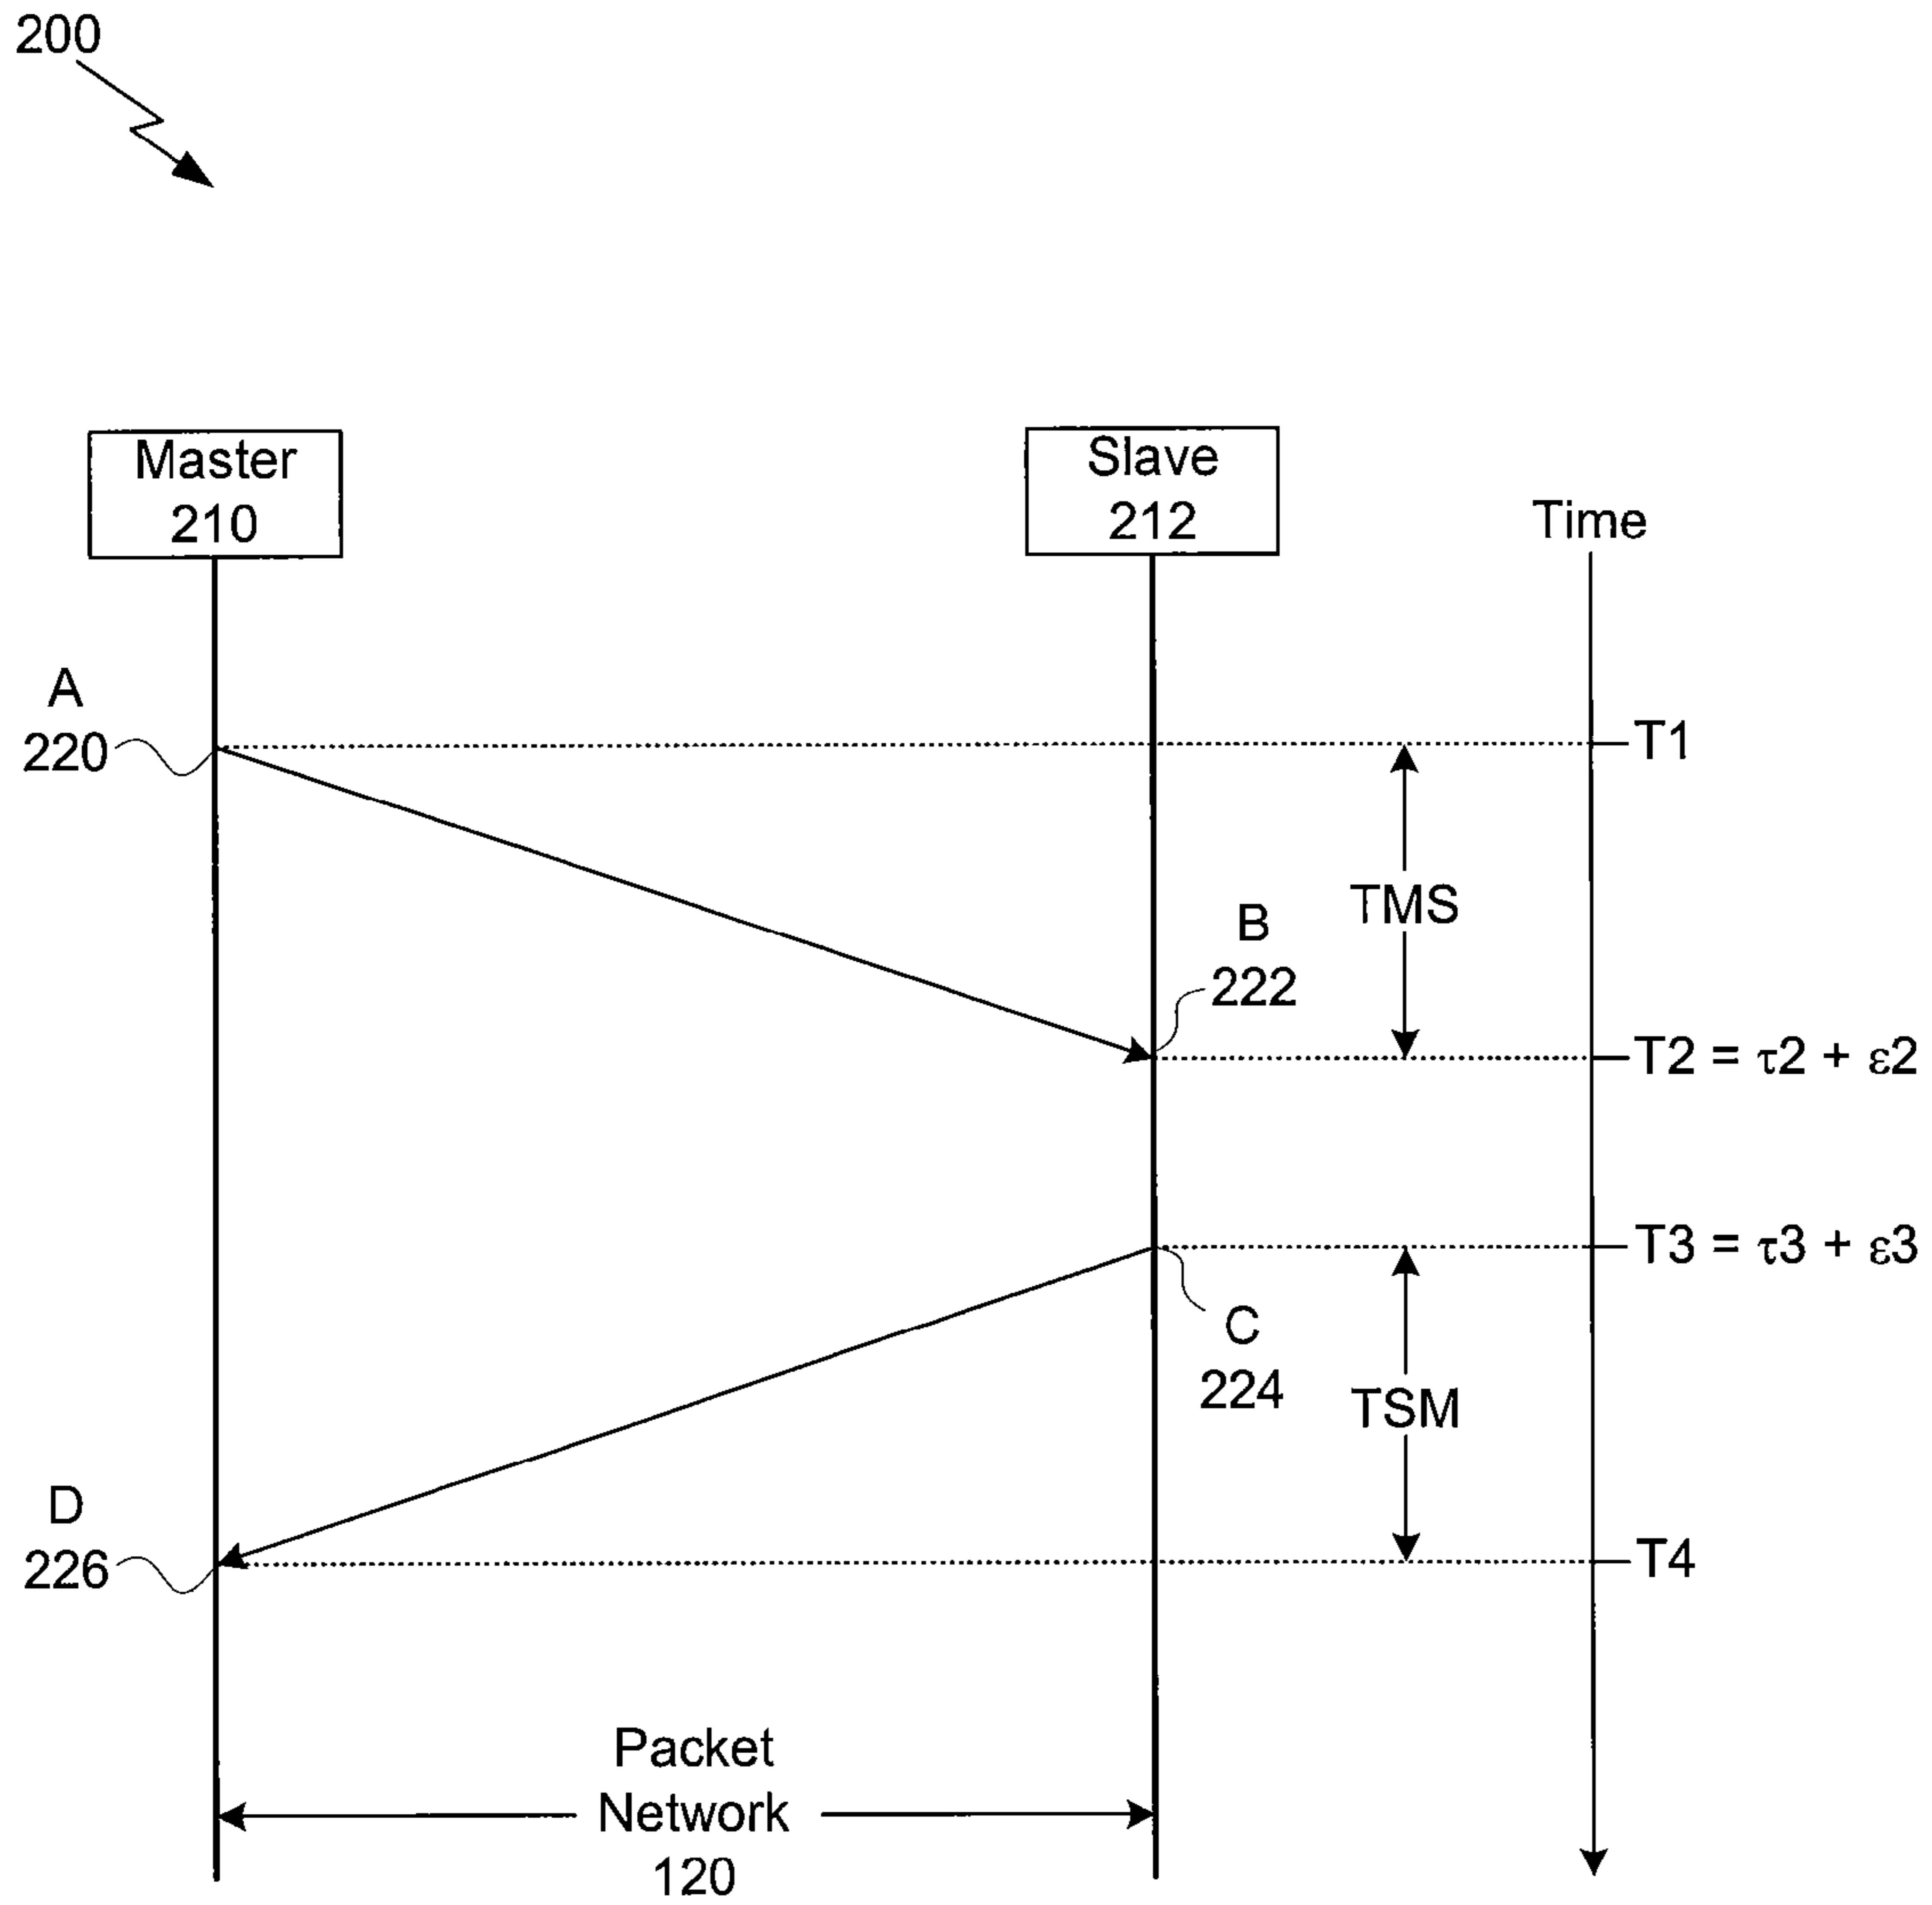 200
Master
210
Slave
212
Time
A
220
T1
TMS
B
222
T2 = τ2 + ε2
T3 = τ3 + ε3
C
224
TSM
D
226
T4
Packet
Network
120